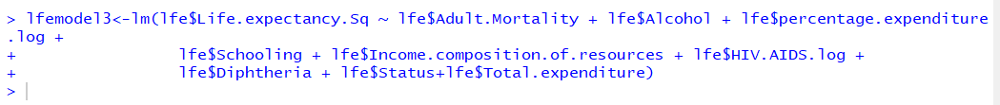 > lfemodel3<-lm(lfe$Life.expectancy.Sq ~ lfe$Adult.Mortality + lfe$Alcohol + lfe$percentage.expenditure
.log +
+                  lfe$Schooling + lfe$Income.composition.of.resources + lfe$HIV.AIDS.log +
+                  lfe$Diphtheria + lfe$Status+lfe$Total.expenditure)
>